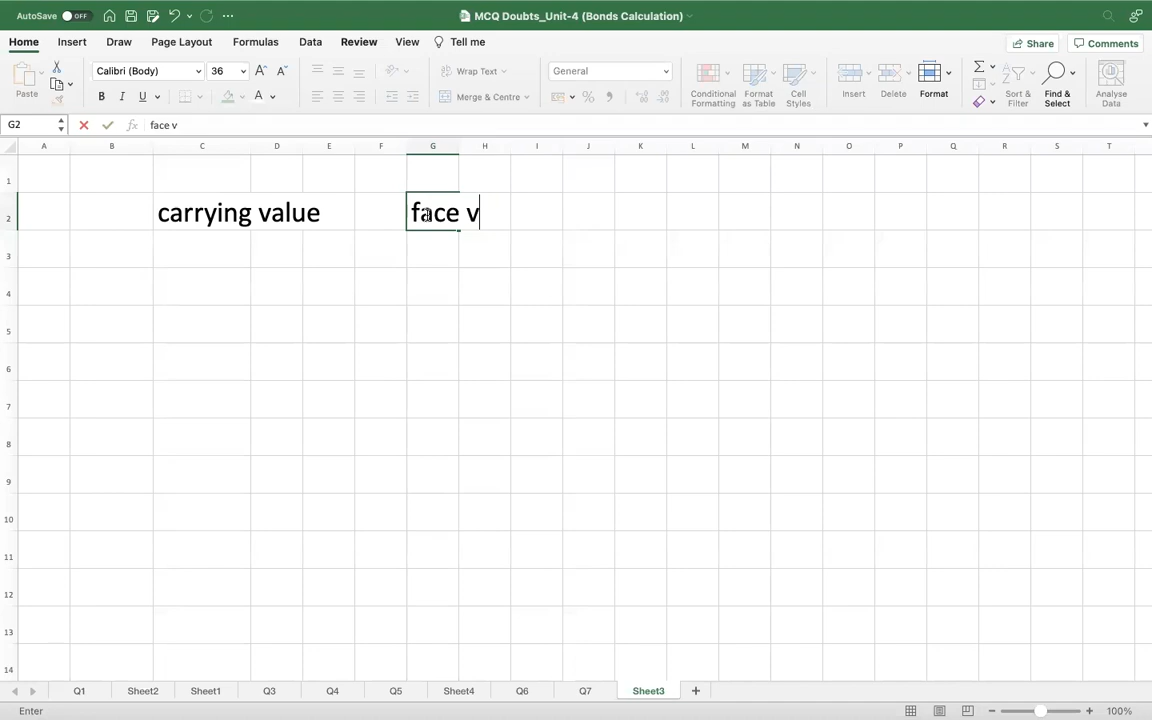 AutoSave OFF MCQ Doubts_Unit-4 (Bonds Calculation)
Home Insert Draw Page Layout Formulas Data Review View Tell me Share Comments
Paste Calibri (Body) 36 A A Wrap Text General Conditional Formatting Format as Table Cell Styles Insert Delete Format Sort & Filter Find & Select Analyse Data
B I U A Merge & Centre %
G2 fx face v
A B C D E F G H I J K L M N O P Q R S T
1
2 carrying value face v
3
4
5
6
7
8
9
10
11
12
13
14
Q1 Sheet2 Sheet1 Q3 Q4 Q5 Sheet4 Q6 Q7 Sheet3 +
Enter 100%